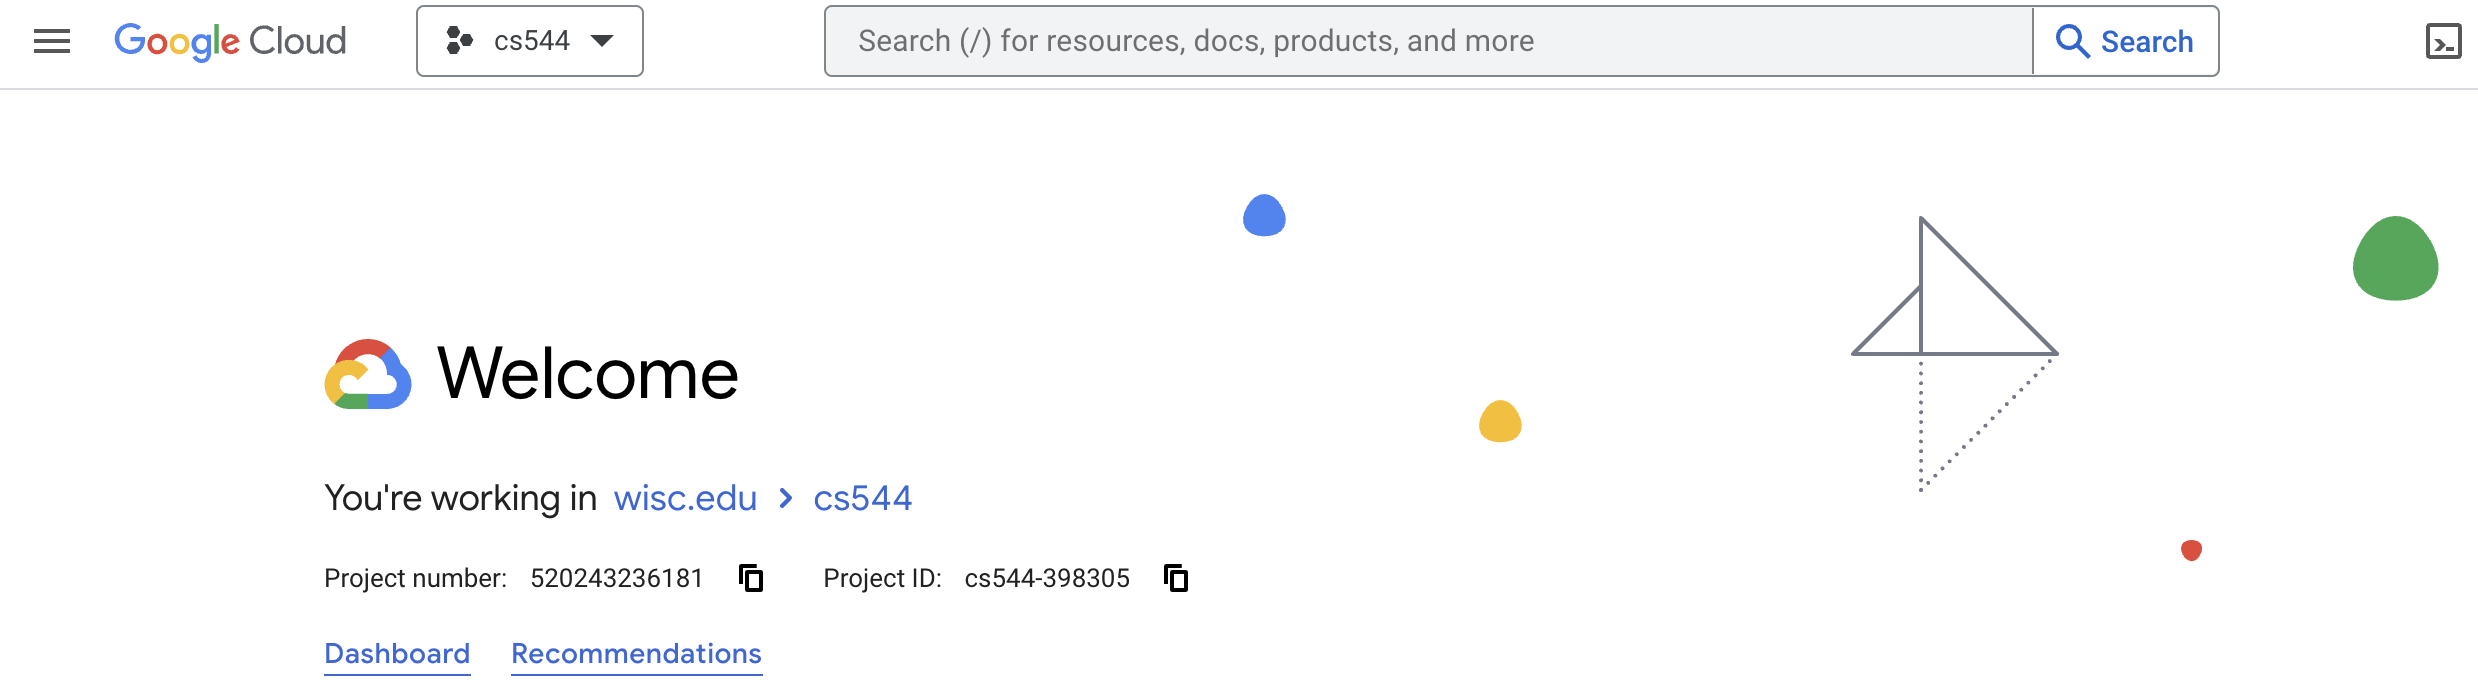 Google Cloud cs544 Search (/) for resources, docs, products, and more Search
Welcome
You're working in wisc.edu > cs544
Project number: 520243236181 Project ID: cs544-398305
Dashboard Recommendations